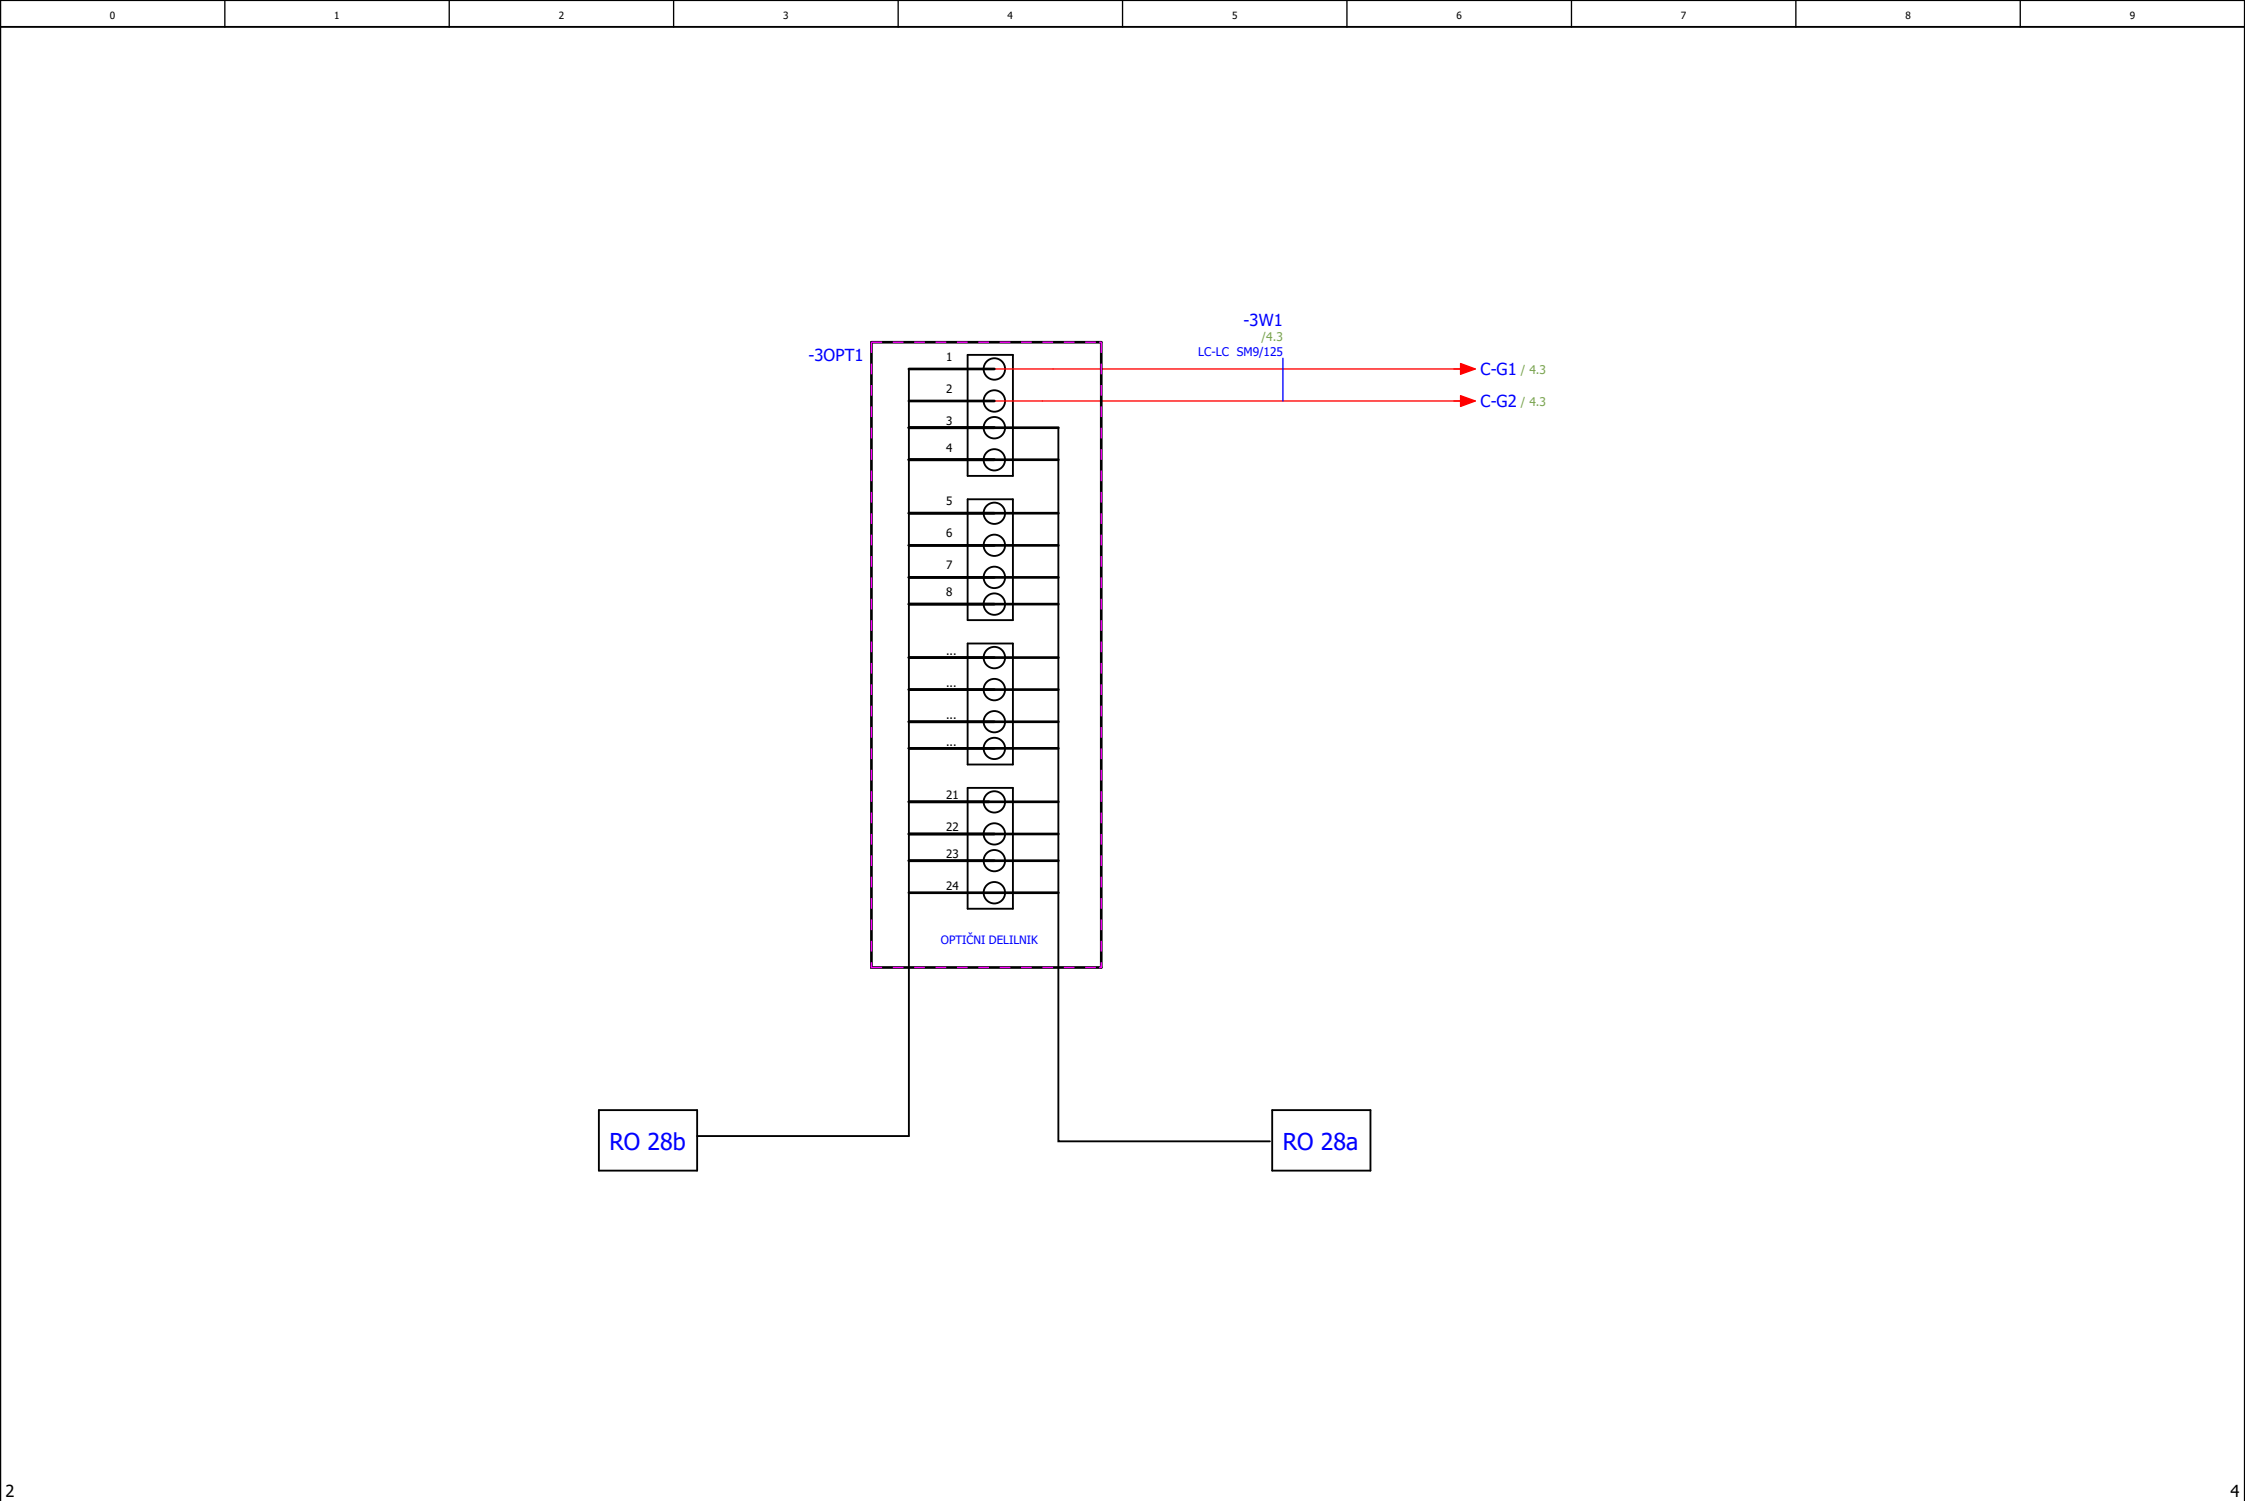 0 1 2 3 4 5 6 7 8 9
-3W1
/4.3
LC-LC SM9/125
-3OPT1
1
C-G1 / 4.3
2
C-G2 / 4.3
3
4
5
6
7
8
...
...
...
...
21
22
23
24
OPTIČNI DELILNIK
RO 28b
RO 28a
2
4